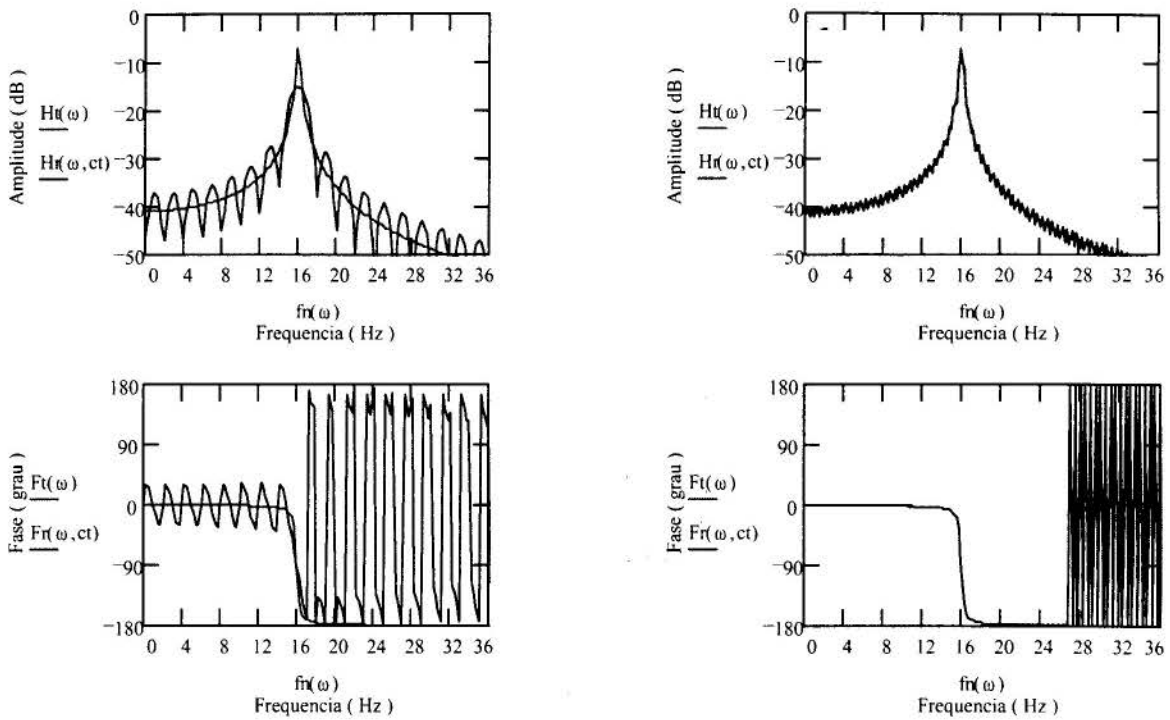 0
−10
−20
−30
−40
−50
Amplitude ( dB )
Ht(ω)
Hr(ω,ct)
0 4 8 12 16 20 24 28 32 36
fn(ω)
Frequencia ( Hz )
0
−10
−20
−30
−40
−50
Amplitude ( dB )
Ht(ω)
Hr(ω,ct)
0 4 8 12 16 20 24 28 32 36
fn(ω)
Frequencia ( Hz )
180
90
0
−90
−180
Fase ( grau )
Ft(ω)
Fr(ω,ct)
0 4 8 12 16 20 24 28 32 36
fn(ω)
Frequencia ( Hz )
180
90
0
−90
−180
Fase ( grau )
Ft(ω)
Fr(ω,ct)
0 4 8 12 16 20 24 28 32 36
fn(ω)
Frequencia ( Hz )